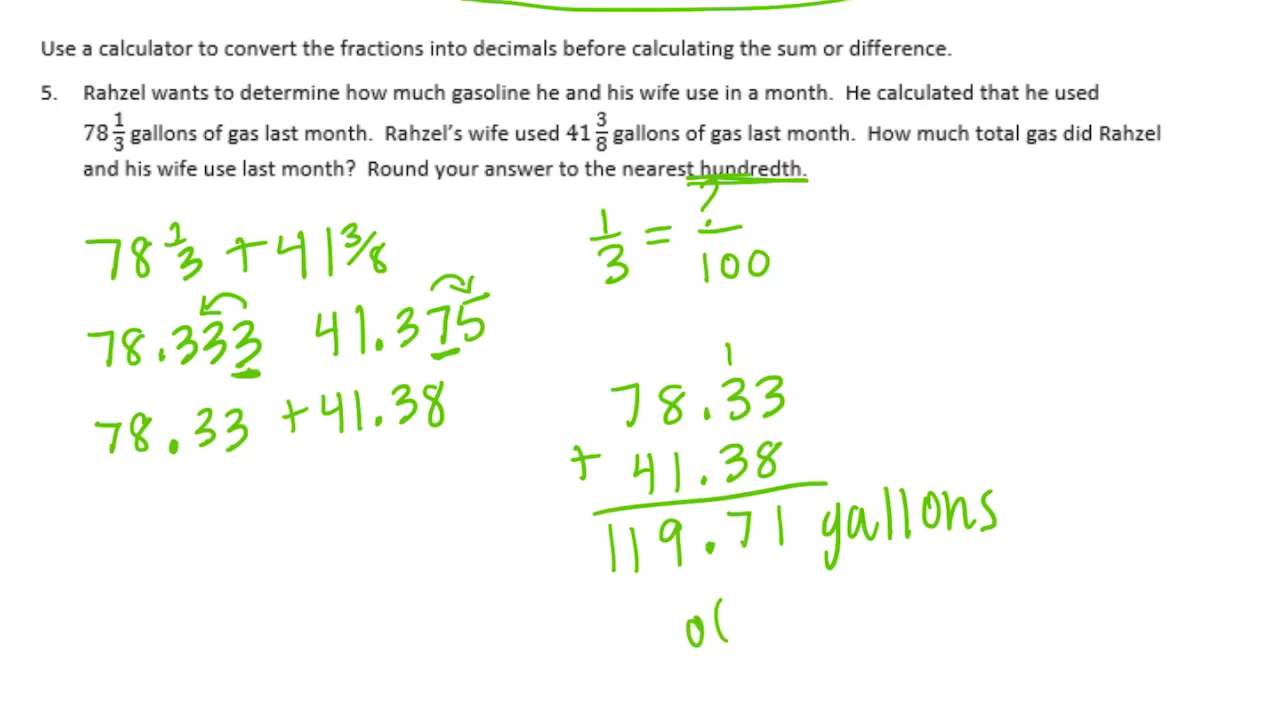 Use a calculator to convert the fractions into decimals before calculating the sum or difference.
5. Rahzel wants to determine how much gasoline he and his wife use in a month. He calculated that he used
78 1/3 gallons of gas last month. Rahzel's wife used 41 3/8 gallons of gas last month. How much total gas did Rahzel
and his wife use last month? Round your answer to the nearest hundredth.
78 1/3 + 41 3/8
78.333 41.375
78.33 + 41.38
1/3 = ?/100
1
78.33
+ 41.38
119.71 gallons